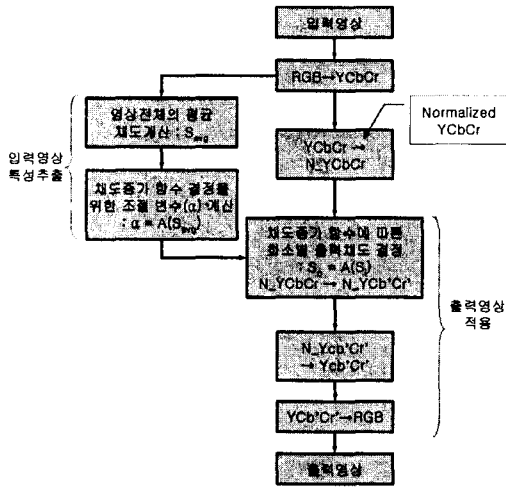 입력영상
RGB→YCbCr
영상전체의 평균
채도계산 : S_avg
Normalized
YCbCr
YCbCr →
N_YCbCr
입력영상
특성추출
채도증가 함수 결정을
위한 조절 변수(α) 계산
: α = A(S_avg)
채도증가 함수에 따른
화소별 출력채도 결정
: S_o = A(S_i)
N_YCbCr → N_YCb'Cr'
출력영상
적용
N_Ycb'Cr'
→ Ycb'Cr'
YCb'Cr'→RGB
출력영상